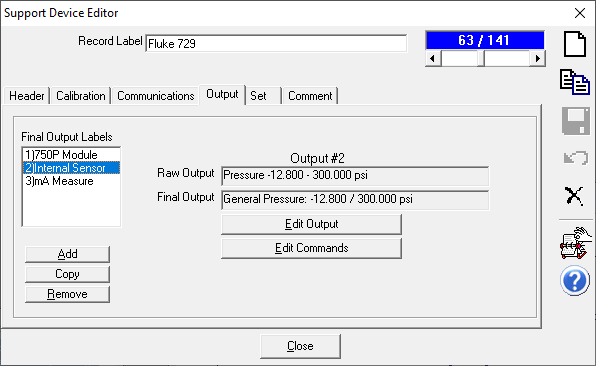 Support Device Editor
Record Label Fluke 729
63 / 141
Header Calibration Communications Output Set Comment
Final Output Labels
1)750P Module
2)Internal Sensor
3)mA Measure
Output #2
Raw Output Pressure -12.800 - 300.000 psi
Final Output General Pressure: -12.800 / 300.000 psi
Edit Output
Edit Commands
Add
Copy
Remove
Close